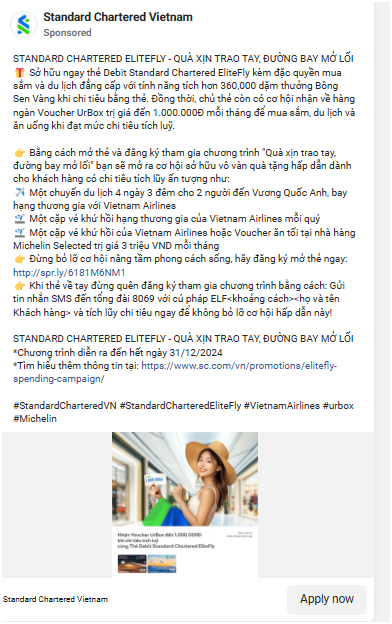 Standard Chartered Vietnam
Sponsored
STANDARD CHARTERED ELITEFLY - QUÀ XỊN TRAO TAY, ĐƯỜNG BAY MỞ LỐI
🎁 Sở hữu ngay thẻ Debit Standard Chartered EliteFly kèm đặc quyền mua
sắm và du lịch đẳng cấp với tính năng tích hơn 360,000 dặm thưởng Bông
Sen Vàng khi chi tiêu bằng thẻ. Đồng thời, chủ thẻ còn có cơ hội nhận về hàng
ngàn Voucher UrBox trị giá đến 1.000.000Đ mỗi tháng để mua sắm, du lịch và
ăn uống khi đạt mức chi tiêu tích luỹ.
👉 Bằng cách mở thẻ và đăng ký tham gia chương trình "Quà xịn trao tay,
đường bay mở lối" bạn sẽ mở ra cơ hội sở hữu vô vàn quà tặng hấp dẫn dành
cho khách hàng có chi tiêu tích lũy ấn tượng như:
✈️ Một chuyến du lịch 4 ngày 3 đêm cho 2 người đến Vương Quốc Anh, bay
hạng thương gia với Vietnam Airlines
🛫 Một cặp vé khứ hồi hạng thương gia của Vietnam Airlines mỗi quý
🛫 Một cặp vé khứ hồi của Vietnam Airlines hoặc Voucher ăn tối tại nhà hàng
Michelin Selected trị giá 3 triệu VND mỗi tháng
👉 Đừng bỏ lỡ cơ hội nâng tầm phong cách sống, hãy đăng ký mở thẻ ngay:
http://spr.ly/6181M6NM1
👉 Khi thẻ về tay đừng quên đăng ký tham gia chương trình bằng cách: Gửi
tin nhắn SMS đến tổng đài 8069 với cú pháp ELF<khoảng cách><họ và tên
Khách hàng> và tích lũy chi tiêu ngay để không bỏ lỡ cơ hội hấp dẫn này!
STANDARD CHARTERED ELITEFLY - QUÀ XỊN TRAO TAY, ĐƯỜNG BAY MỞ LỐI
*Chương trình diễn ra đến hết ngày 31/12/2024
*Tìm hiểu thêm thông tin tại: https://www.sc.com/vn/promotions/elitefly-
spending-campaign/
#StandardCharteredVN #StandardCharteredEliteFly #VietnamAirlines #urbox
#Michelin
Nhận Voucher UrBox đến 1.000.000Đ
khi chi tiêu tích luỹ
cùng Thẻ Debit Standard Chartered EliteFly
Standard Chartered Vietnam
Apply now